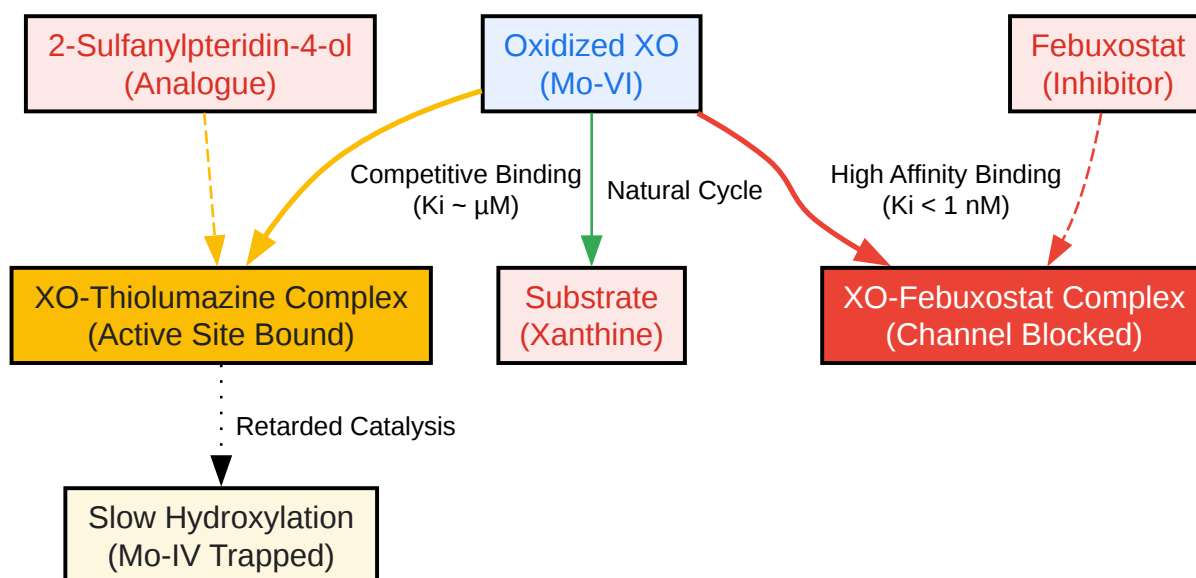 2-Sulfanylpteridin-4-ol
(Analogue)
Oxidized XO
(Mo-VI)
Febuxostat
(Inhibitor)
Competitive Binding
(Ki ~ μM)
Natural Cycle
High Affinity Binding
(Ki < 1 nM)
XO-Thiolumazine Complex
(Active Site Bound)
Substrate
(Xanthine)
XO-Febuxostat Complex
(Channel Blocked)
Retarded Catalysis
Slow Hydroxylation
(Mo-IV Trapped)